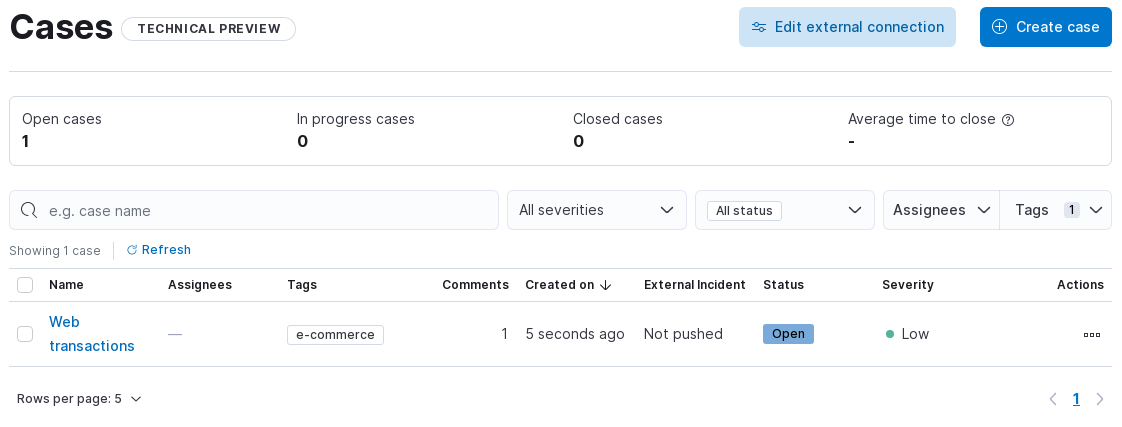 Cases TECHNICAL PREVIEW Edit external connection Create case
Open cases In progress cases Closed cases Average time to close
1 0 0 -
e.g. case name All severities All status Assignees Tags 1
Showing 1 case Refresh
Name Assignees Tags Comments Created on External Incident Status Severity Actions
Web transactions — e-commerce 1 5 seconds ago Not pushed Open Low
Rows per page: 5 1